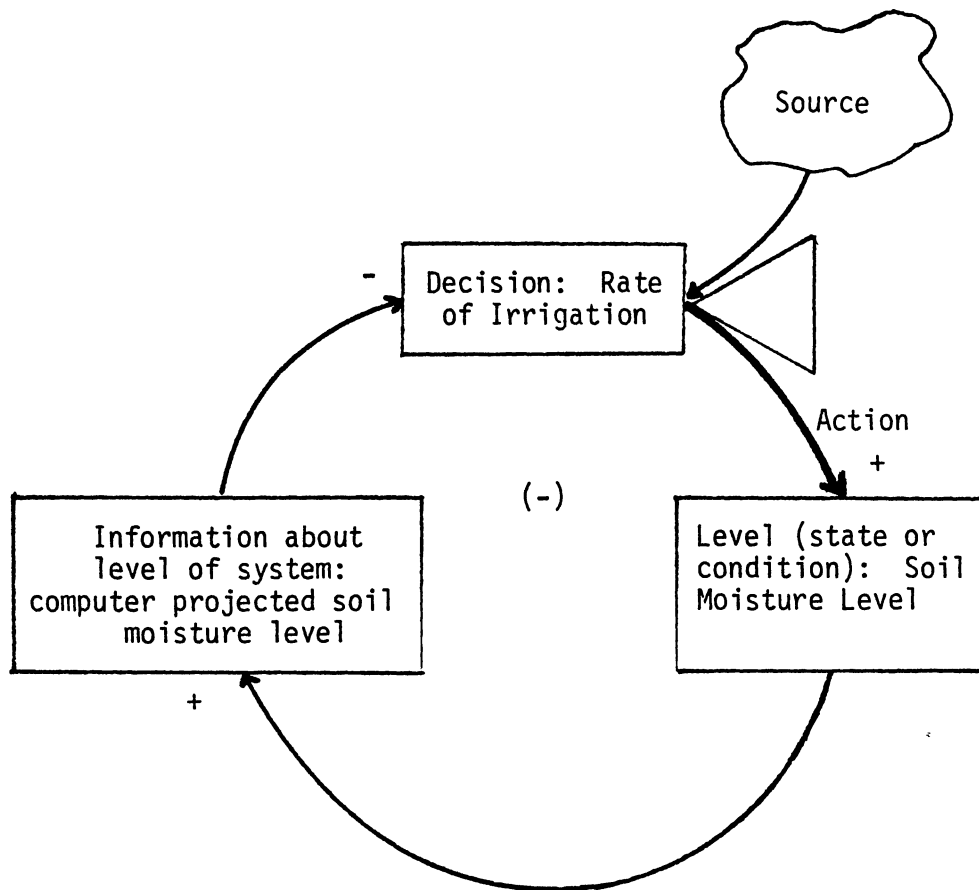 Source
-
Decision: Rate
of Irrigation
Action
+
(-)
Information about
level of system:
computer projected soil
moisture level
Level (state or
condition): Soil
Moisture Level
+